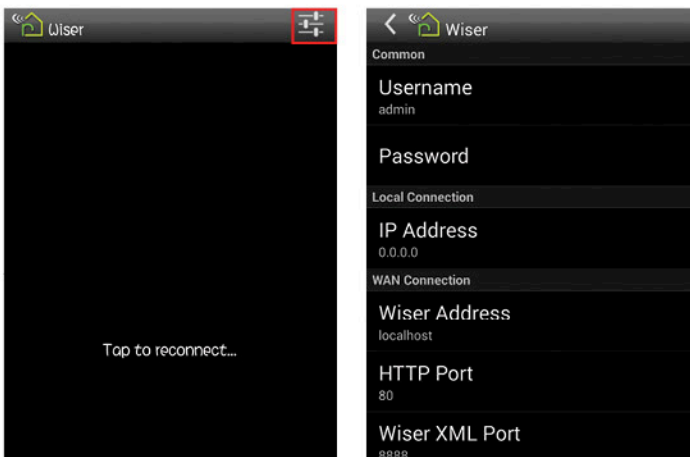 Wiser
Tap to reconnect...
Wiser
Common
Username
admin
Password
Local Connection
IP Address
0.0.0.0
WAN Connection
Wiser Address
localhost
HTTP Port
80
Wiser XML Port
8888